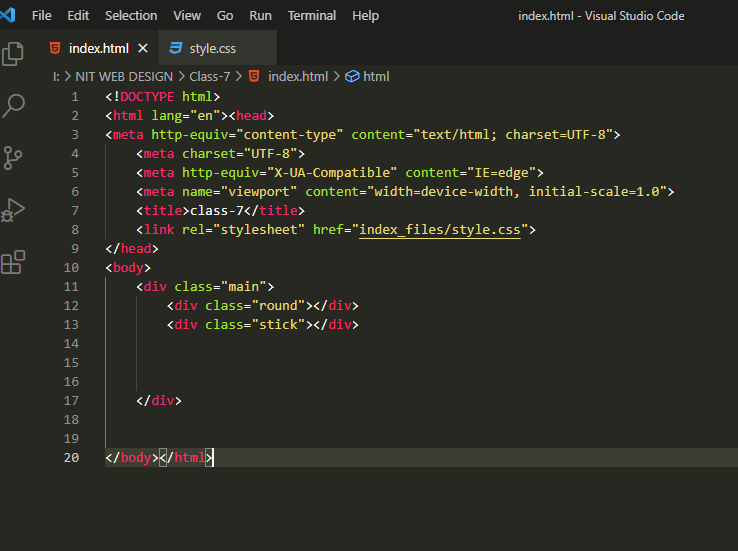 File Edit Selection View Go Run Terminal Help index.html - Visual Studio Code
index.html style.css
I: > NIT WEB DESIGN > Class-7 > index.html > html
1 <!DOCTYPE html>
2 <html lang="en"><head>
3 <meta http-equiv="content-type" content="text/html; charset=UTF-8">
4     <meta charset="UTF-8">
5     <meta http-equiv="X-UA-Compatible" content="IE=edge">
6     <meta name="viewport" content="width=device-width, initial-scale=1.0">
7     <title>class-7</title>
8     <link rel="stylesheet" href="index_files/style.css">
9 </head>
10 <body>
11     <div class="main">
12         <div class="round"></div>
13         <div class="stick"></div>
14
15
16
17     </div>
18
19
20 </body></html>